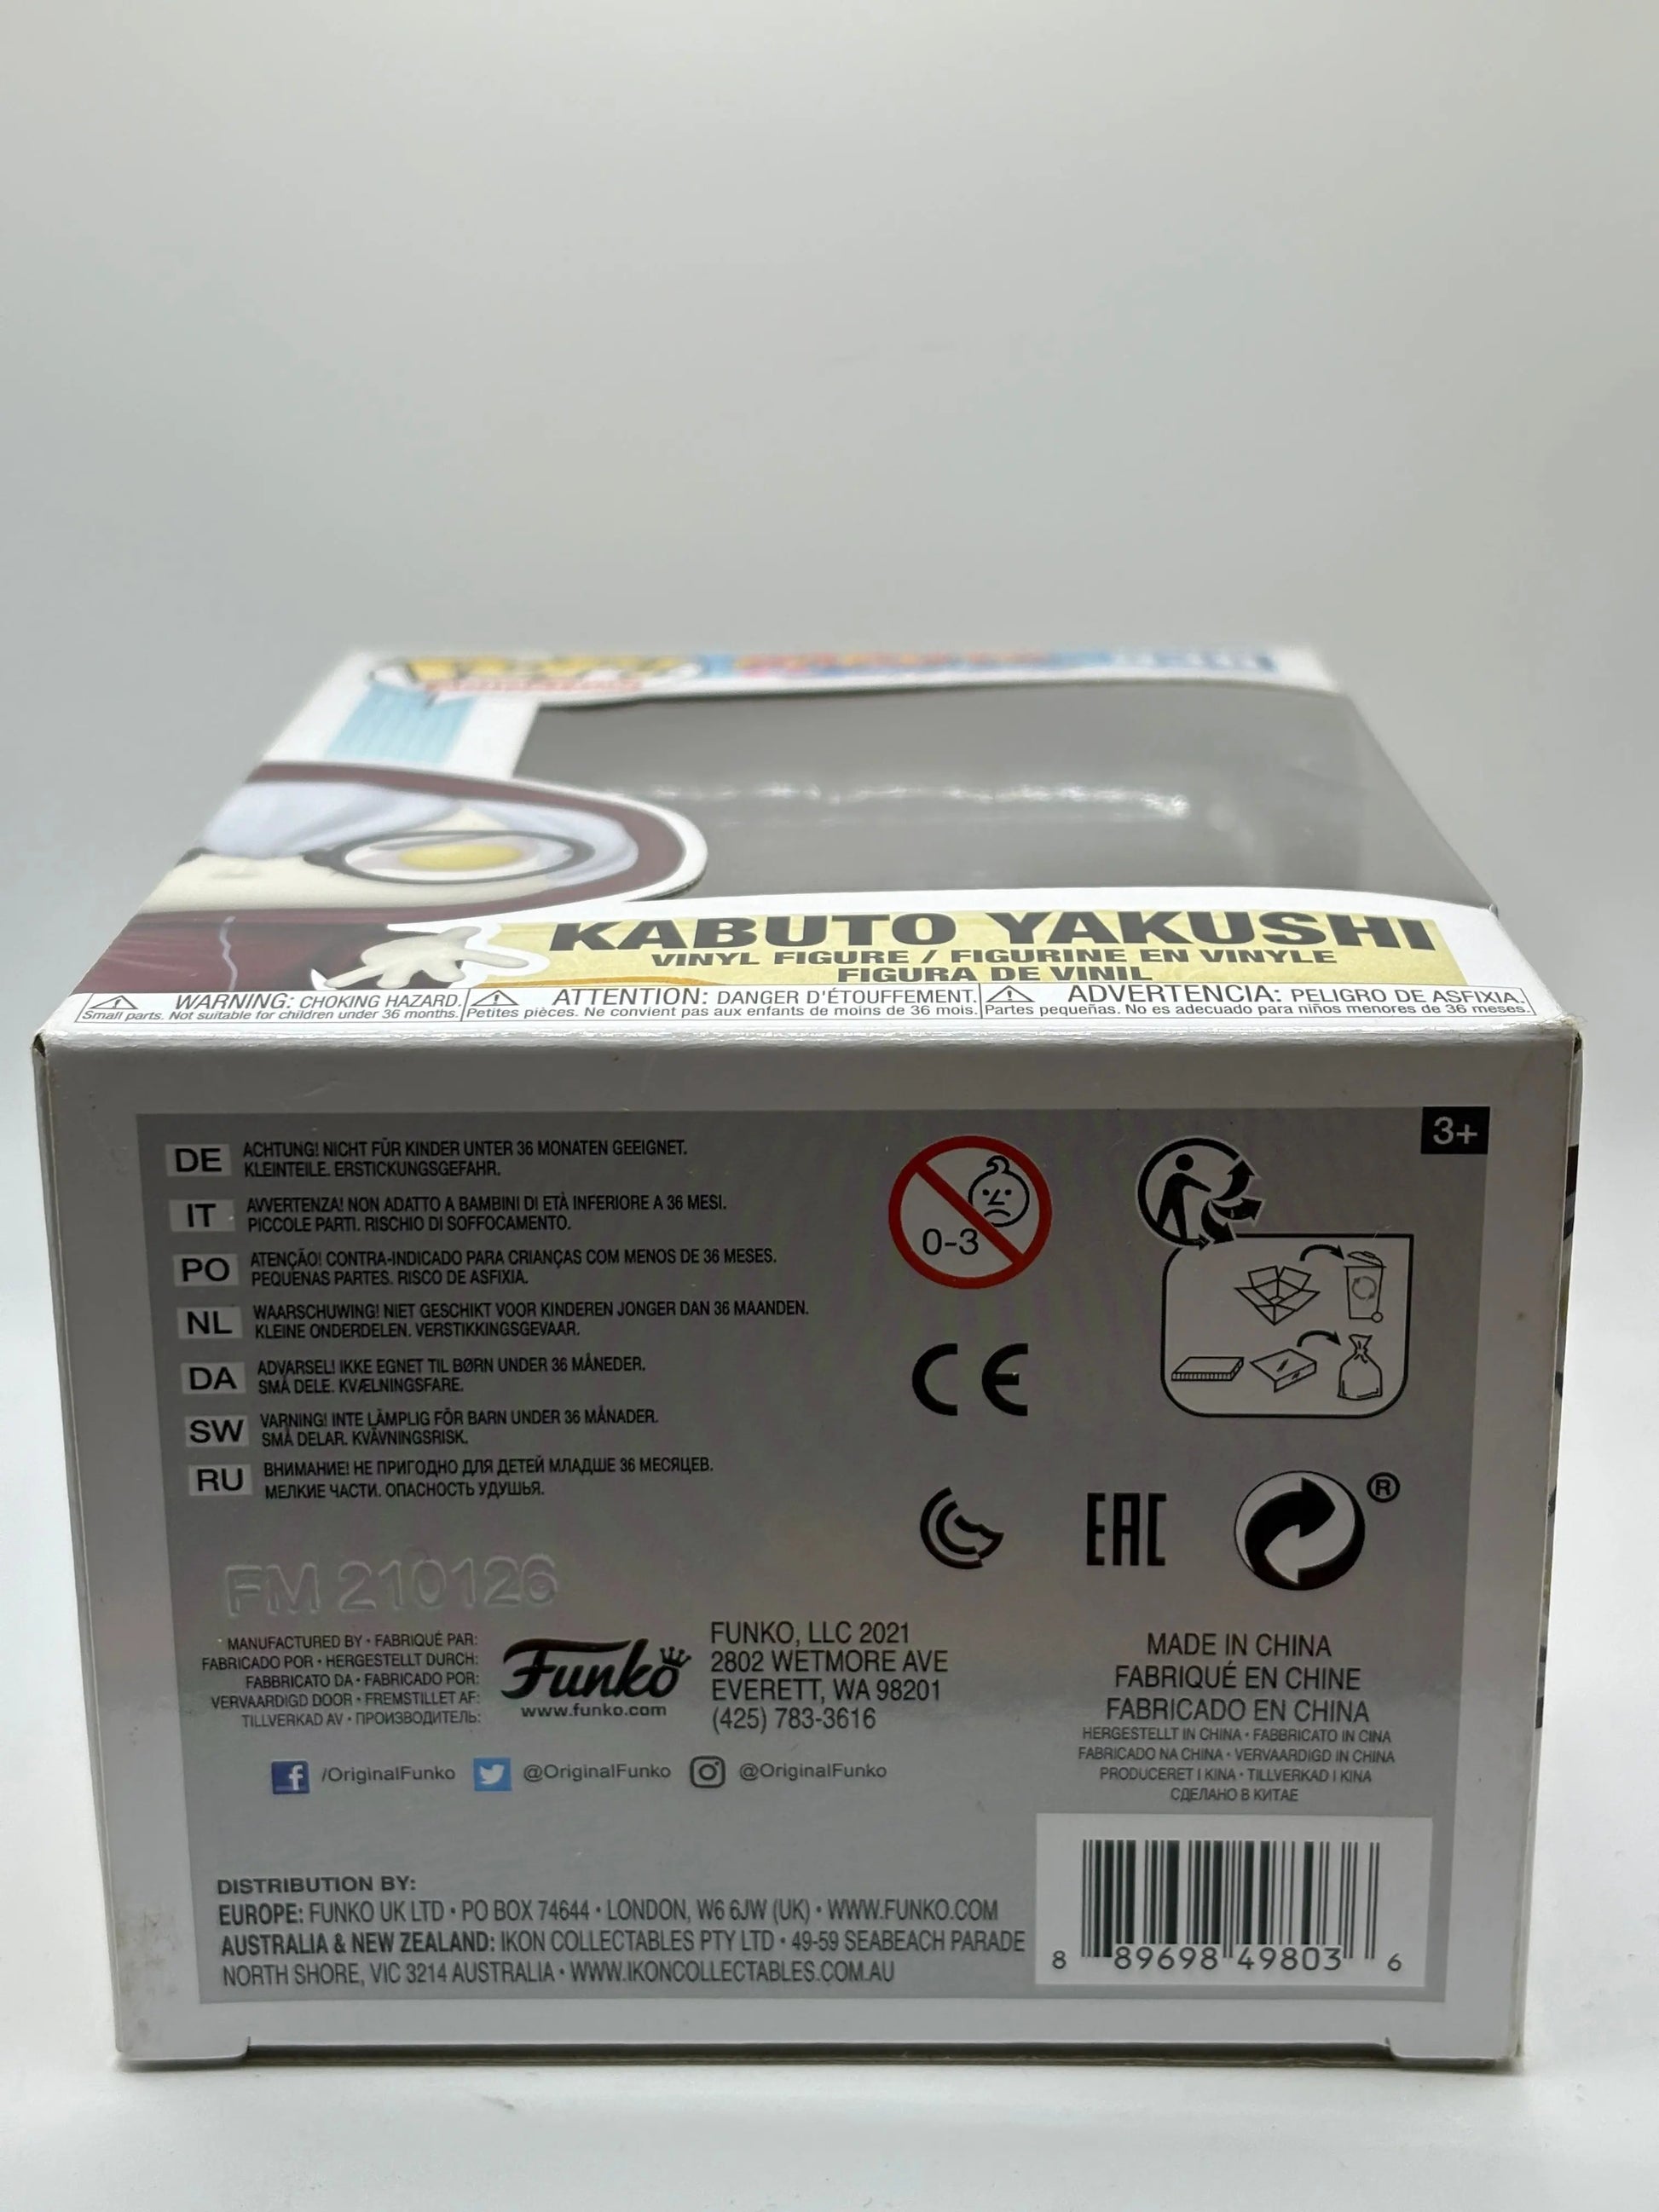 KABUTO YAKUSHI
VINYL FIGURE / FIGURINE EN VINYLE
FIGURA DE VINIL
WARNING: CHOKING HAZARD.
Small parts. Not suitable for children under 36 months.
ATTENTION: DANGER D'ÉTOUFFEMENT.
Petites pièces. Ne convient pas aux enfants de moins de 36 mois.
ADVERTENCIA: PELIGRO DE ASFIXIA.
Partes pequeñas. No es adecuado para niños menores de 36 meses.
3+
DE ACHTUNG! NICHT FÜR KINDER UNTER 36 MONATEN GEEIGNET.
KLEINTEILE. ERSTICKUNGSGEFAHR.
IT AVVERTENZA! NON ADATTO A BAMBINI DI ETÀ INFERIORE A 36 MESI.
PICCOLE PARTI. RISCHIO DI SOFFOCAMENTO.
PO ATENÇÃO! CONTRA-INDICADO PARA CRIANÇAS COM MENOS DE 36 MESES.
PEQUENAS PARTES. RISCO DE ASFIXIA.
NL WAARSCHUWING! NIET GESCHIKT VOOR KINDEREN JONGER DAN 36 MAANDEN.
KLEINE ONDERDELEN. VERSTIKKINGSGEVAAR.
DA ADVARSEL! IKKE EGNET TIL BØRN UNDER 36 MÅNEDER.
SMÅ DELE. KVÆLNINGSFARE.
SW VARNING! INTE LÄMPLIG FÖR BARN UNDER 36 MÅNADER.
SMÅ DELAR. KVÄVNINGSRISK.
RU ВНИМАНИЕ! НЕ ПРИГОДНО ДЛЯ ДЕТЕЙ МЛАДШЕ 36 МЕСЯЦЕВ.
МЕЛКИЕ ЧАСТИ. ОПАСНОСТЬ УДУШЬЯ.
0-3
CE
EAC
®
FM 210126
MANUFACTURED BY • FABRIQUÉ PAR:
FABRICADO POR • HERGESTELLT DURCH:
FABBRICATO DA • FABRICADO POR:
VERVAARDIGD DOOR • FREMSTILLET AF:
TILLVERKAD AV • ПРОИЗВОДИТЕЛЬ:
Funko
www.funko.com
FUNKO, LLC 2021
2802 WETMORE AVE
EVERETT, WA 98201
(425) 783-3616
MADE IN CHINA
FABRIQUÉ EN CHINE
FABRICADO EN CHINA
HERGESTELLT IN CHINA • FABBRICATO IN CINA
FABRICADO NA CHINA • VERVAARDIGD IN CHINA
PRODUCERET I KINA • TILLVERKAD I KINA
СДЕЛАНО В КИТАЕ
/OriginalFunko @OriginalFunko @OriginalFunko
DISTRIBUTION BY:
EUROPE: FUNKO UK LTD • PO BOX 74644 • LONDON, W6 6JW (UK) • WWW.FUNKO.COM
AUSTRALIA & NEW ZEALAND: IKON COLLECTABLES PTY LTD • 49-59 SEABEACH PARADE
NORTH SHORE, VIC 3214 AUSTRALIA • WWW.IKONCOLLECTABLES.COM.AU
8 89698 49803 6